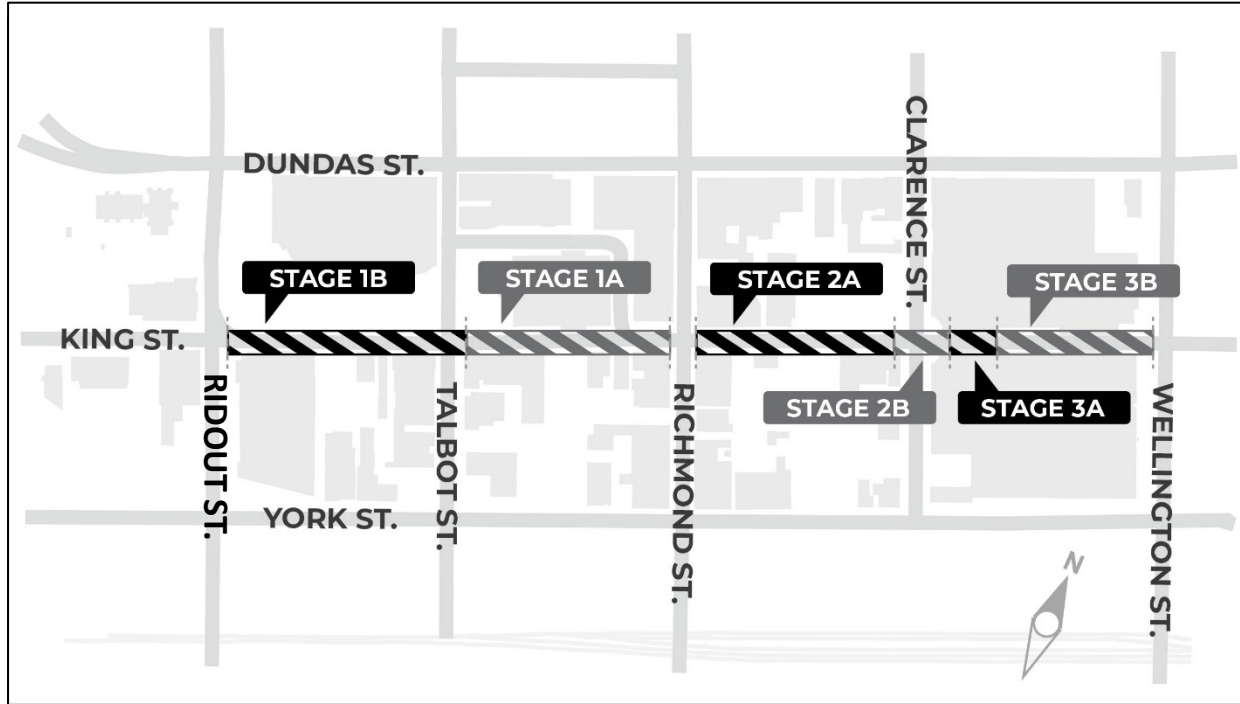 CLARENCE ST.
DUNDAS ST.
STAGE 1B
STAGE 1A
STAGE 2A
STAGE 3B
KING ST.
STAGE 2B
STAGE 3A
RIDOUT ST.
TALBOT ST.
RICHMOND ST.
WELLINGTON ST.
YORK ST.
N